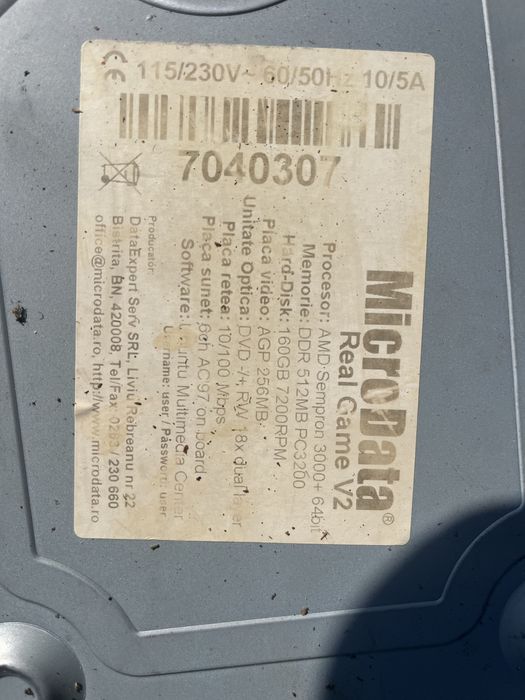 MicroData®
Real Game V2
Procesor: AMD Sempron 3000+ 64bit
Memorie: DDR 512MB PC3200
Hard-Disk: 160GB 7200RPM
Placa video: AGP 256MB
Unitate Optica: DVD -/+ RW 18x dual layer
Placa retea: 10/100 Mbps
Placa sunet: 6ch AC'97 on board
Software: Ubuntu Multimedia Center
Username: user / Password: user
Producator:
DataExpert Serv SRL, Liviu Rebreanu nr 22
Bistrita, BN, 420008, Tel/Fax 0263 / 230 660
office@microdata.ro, http://www.microdata.ro
CE 115/230V~ 60/50Hz 10/5A
7040307